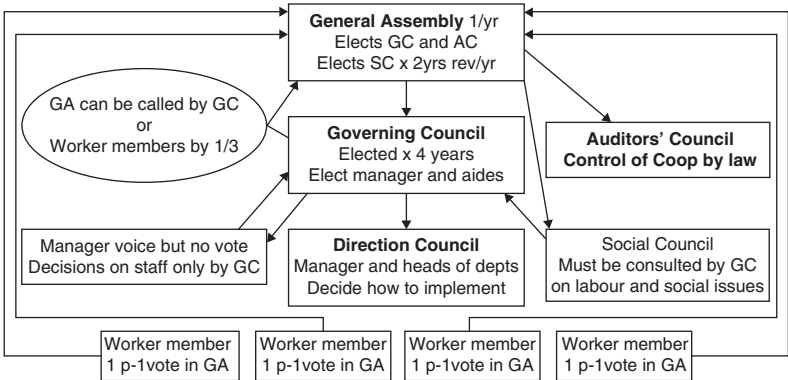 General Assembly 1/yr
Elects GC and AC
Elects SC x 2yrs rev/yr
GA can be called by GC
or
Worker members by 1/3
Governing Council
Elected x 4 years
Elect manager and aides
Auditors' Council
Control of Coop by law
Manager voice but no vote
Decisions on staff only by GC
Direction Council
Manager and heads of depts
Decide how to implement
Social Council
Must be consulted by GC
on labour and social issues
Worker member
1 p-1vote in GA
Worker member
1 p-1vote in GA
Worker member
1 p-1vote in GA
Worker member
1 p-1vote in GA